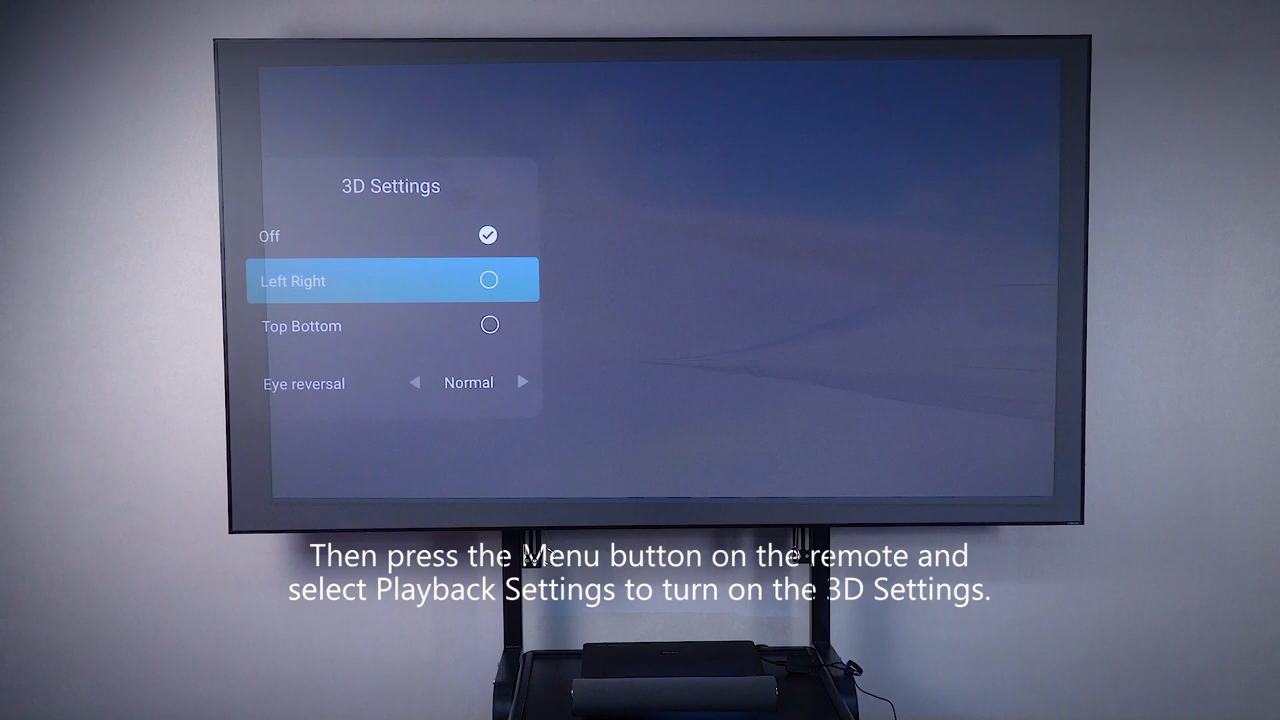 3D Settings
Off
Left Right
Top Bottom
Eye reversal Normal
Then press the Menu button on the remote and
select Playback Settings to turn on the 3D Settings.